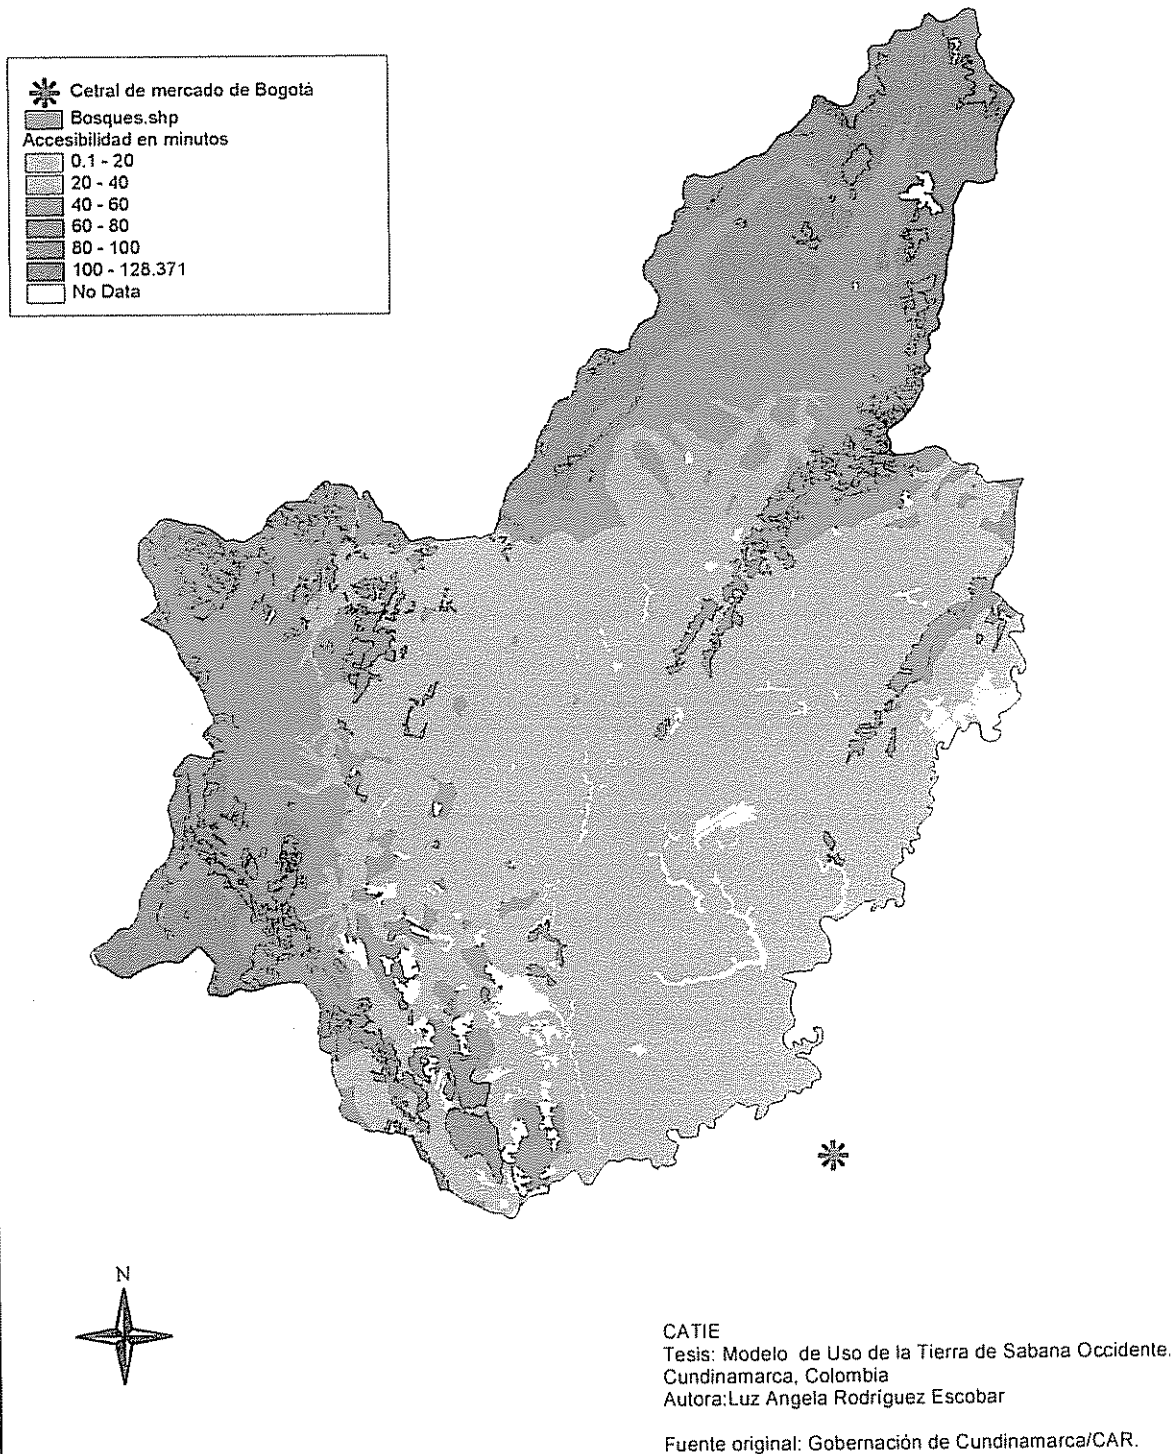 Cetral de mercado de Bogotá
Bosques.shp
Accesibilidad en minutos
0.1 - 20
20 - 40
40 - 60
60 - 80
80 - 100
100 - 128.371
No Data
N
CATIE
Tesis: Modelo de Uso de la Tierra de Sabana Occidente.
Cundinamarca, Colombia
Autora:Luz Angela Rodríguez Escobar
Fuente original: Gobernación de Cundinamarca/CAR.